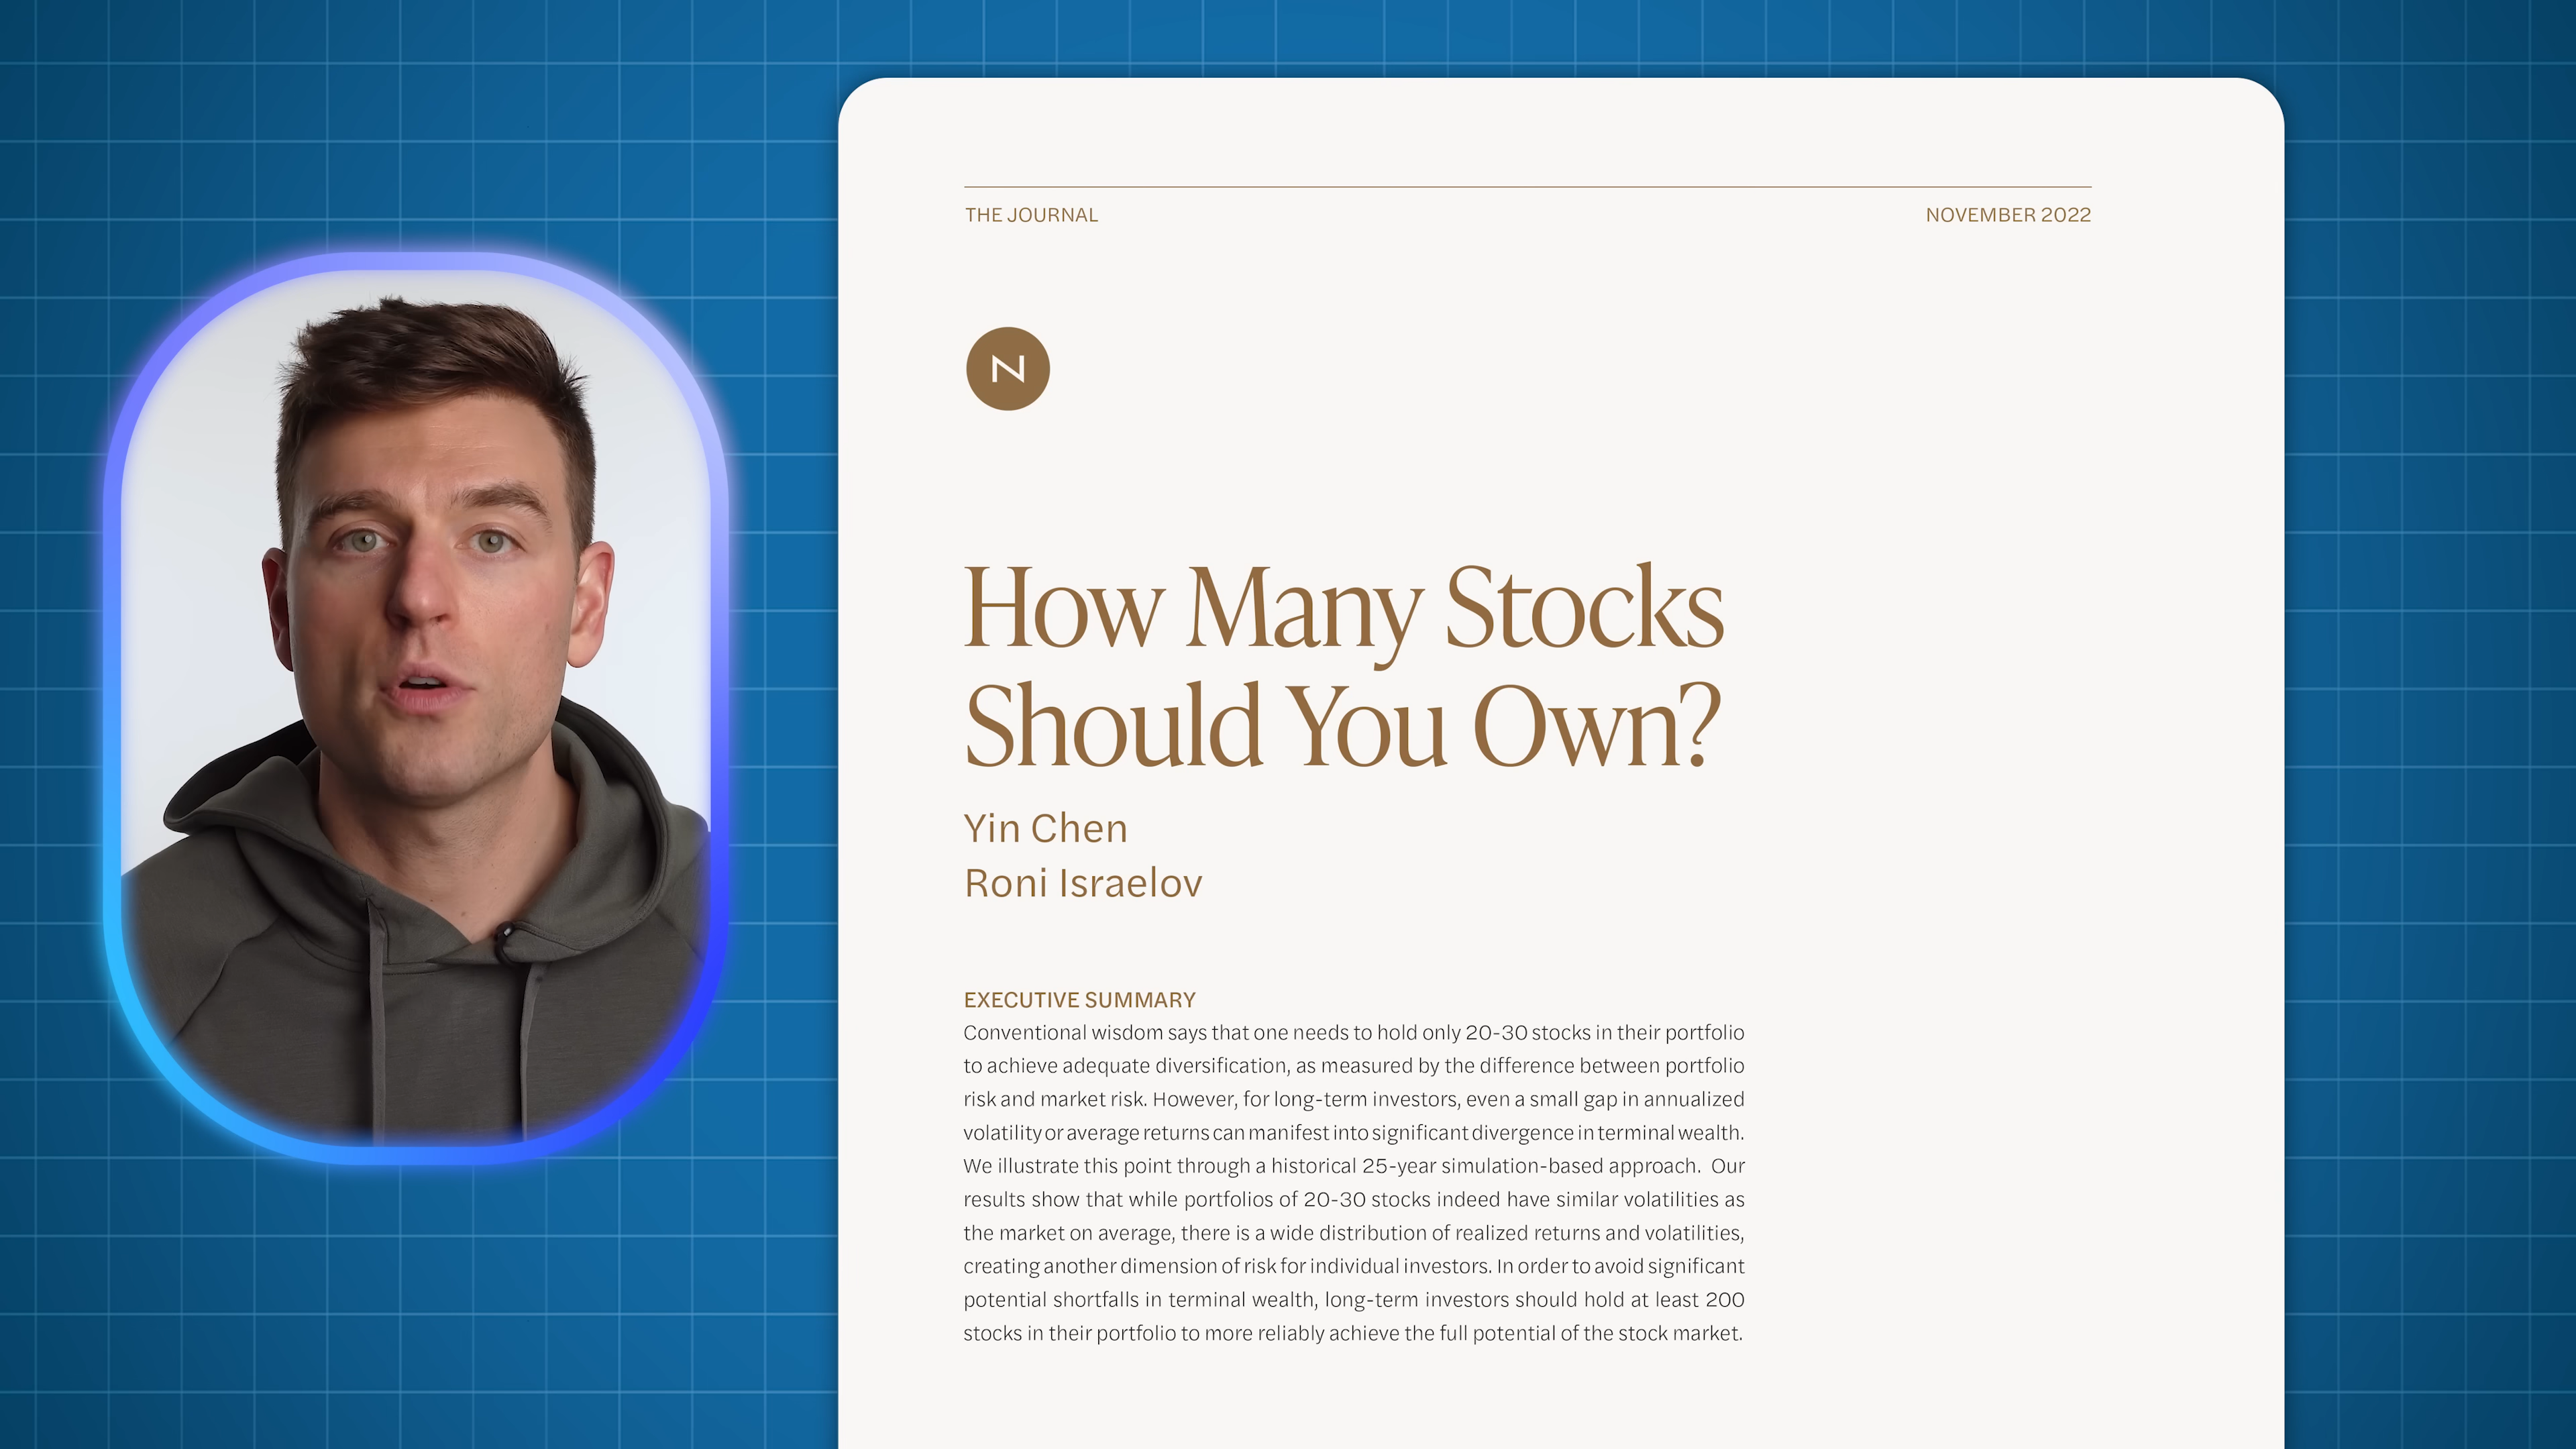 THE JOURNAL
NOVEMBER 2022
N
How Many Stocks
Should You Own?
Yin Chen
Roni Israelov
EXECUTIVE SUMMARY
Conventional wisdom says that one needs to hold only 20-30 stocks in their portfolio
to achieve adequate diversification, as measured by the difference between portfolio
risk and market risk. However, for long-term investors, even a small gap in annualized
volatility or average returns can manifest into significant divergence in terminal wealth.
We illustrate this point through a historical 25-year simulation-based approach. Our
results show that while portfolios of 20-30 stocks indeed have similar volatilities as
the market on average, there is a wide distribution of realized returns and volatilities,
creating another dimension of risk for individual investors. In order to avoid significant
potential shortfalls in terminal wealth, long-term investors should hold at least 200
stocks in their portfolio to more reliably achieve the full potential of the stock market.